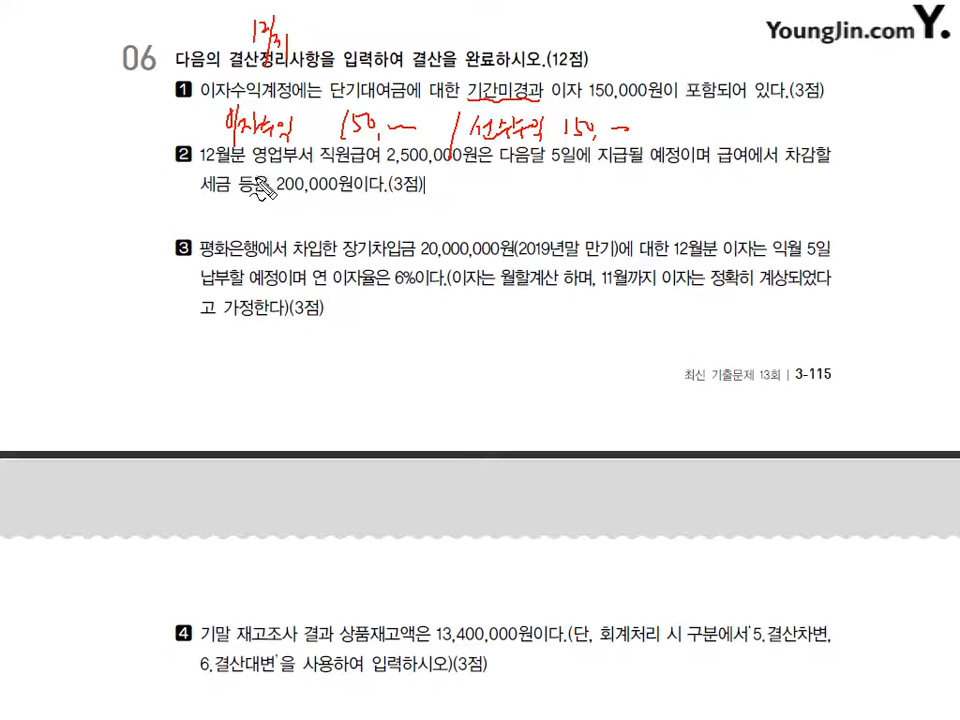 YoungJin.com Y.
12/31
06 다음의 결산정리사항을 입력하여 결산을 완료하시오.(12점)
1 이자수익계정에는 단기대여금에 대한 기간미경과 이자 150,000원이 포함되어 있다.(3점)
이자수익 150,— / 선수수익 150,—
2 12월분 영업부서 직원급여 2,500,000원은 다음달 5일에 지급될 예정이며 급여에서 차감할
세금 등은 200,000원이다.(3점)
3 평화은행에서 차입한 장기차입금 20,000,000원(2019년말 만기)에 대한 12월분 이자는 익월 5일
납부할 예정이며 연 이자율은 6%이다.(이자는 월할계산 하며, 11월까지 이자는 정확히 계상되었다
고 가정한다)(3점)
최신 기출문제 13회 | 3-115
4 기말 재고조사 결과 상품재고액은 13,400,000원이다.(단, 회계처리 시 구분에서‘5.결산차변,
6.결산대변’을 사용하여 입력하시오)(3점)